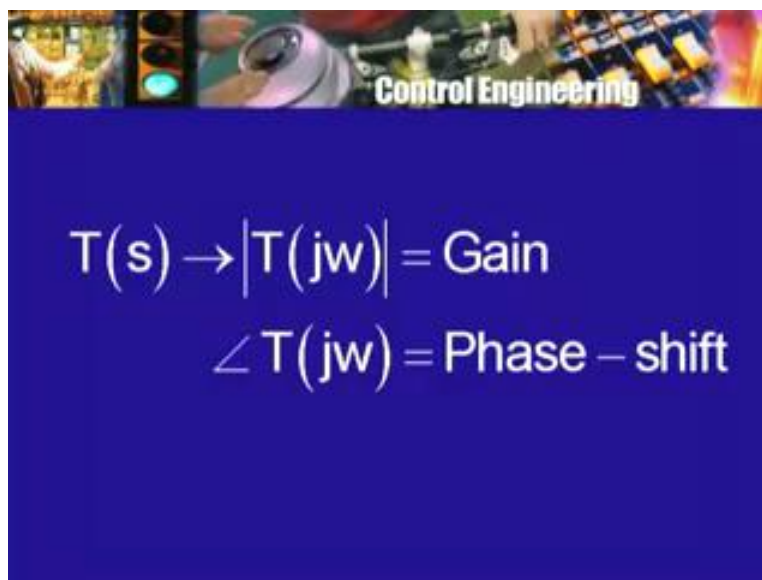 Control Engineering
T(s) → |T(jw)| = Gain
∠ T(jw) = Phase – shift